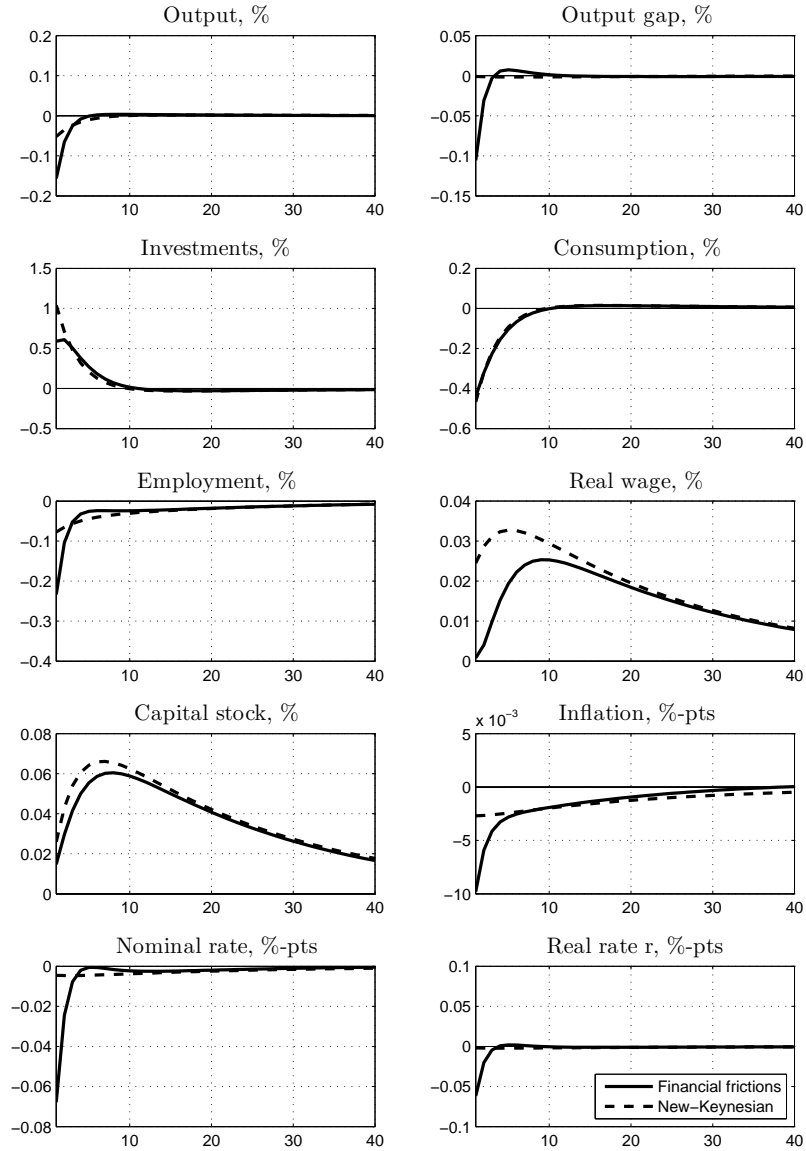 Output, %
0.2
0.1
0
−0.1
−0.2
10 20 30 40
Output gap, %
0.05
0
−0.05
−0.1
−0.15
10 20 30 40
Investments, %
1.5
1
0.5
0
−0.5
10 20 30 40
Consumption, %
0.2
0
−0.2
−0.4
−0.6
10 20 30 40
Employment, %
0
−0.1
−0.2
−0.3
−0.4
10 20 30 40
Real wage, %
0.04
0.03
0.02
0.01
0
10 20 30 40
Capital stock, %
0.08
0.06
0.04
0.02
0
10 20 30 40
Inflation, %-pts
x 10⁻³
5
0
−5
−10
10 20 30 40
Nominal rate, %-pts
0
−0.02
−0.04
−0.06
−0.08
10 20 30 40
Real rate r, %-pts
0.1
0
−0.05
−0.1
10 20 30 40
Financial frictions
New−Keynesian